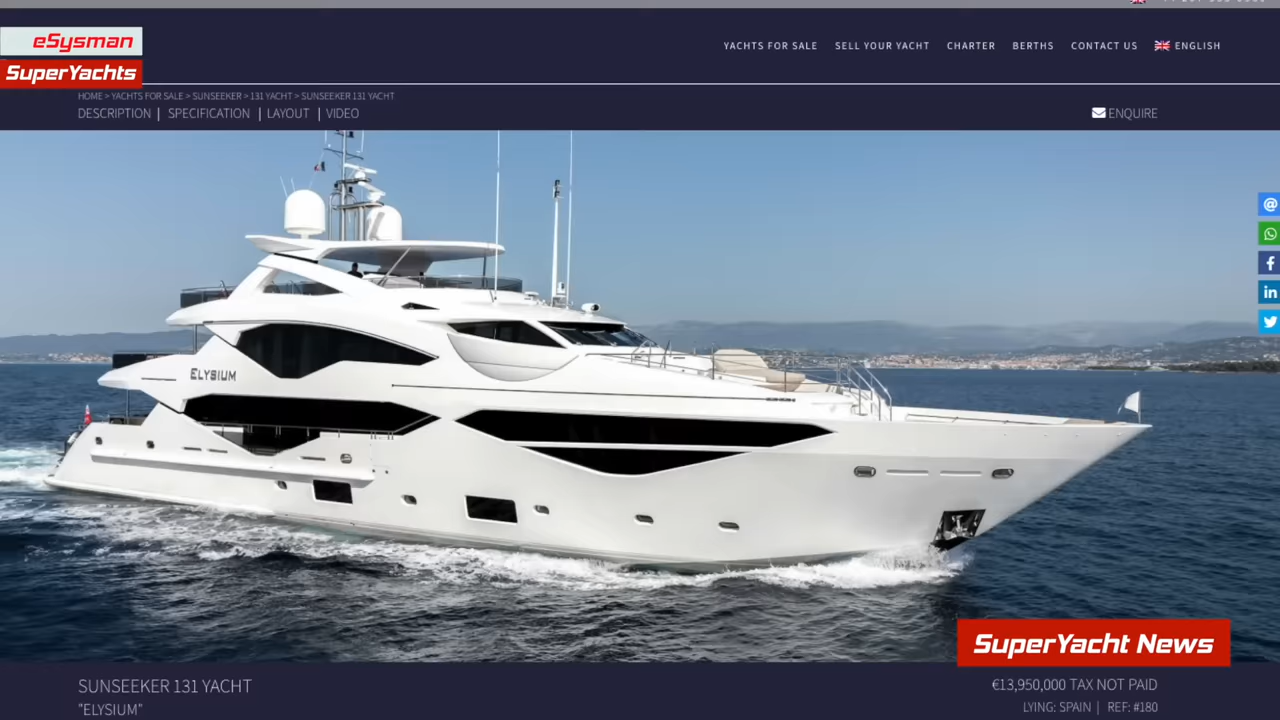 eSysman
SuperYachts
YACHTS FOR SALE SELL YOUR YACHT CHARTER BERTHS CONTACT US ENGLISH
HOME > YACHTS FOR SALE > SUNSEEKER > 131 YACHT > SUNSEEKER 131 YACHT
DESCRIPTION | SPECIFICATION | LAYOUT | VIDEO
ENQUIRE
ELYSIUM
SuperYacht News
SUNSEEKER 131 YACHT
"ELYSIUM"
€13,950,000 TAX NOT PAID
LYING: SPAIN | REF: #180